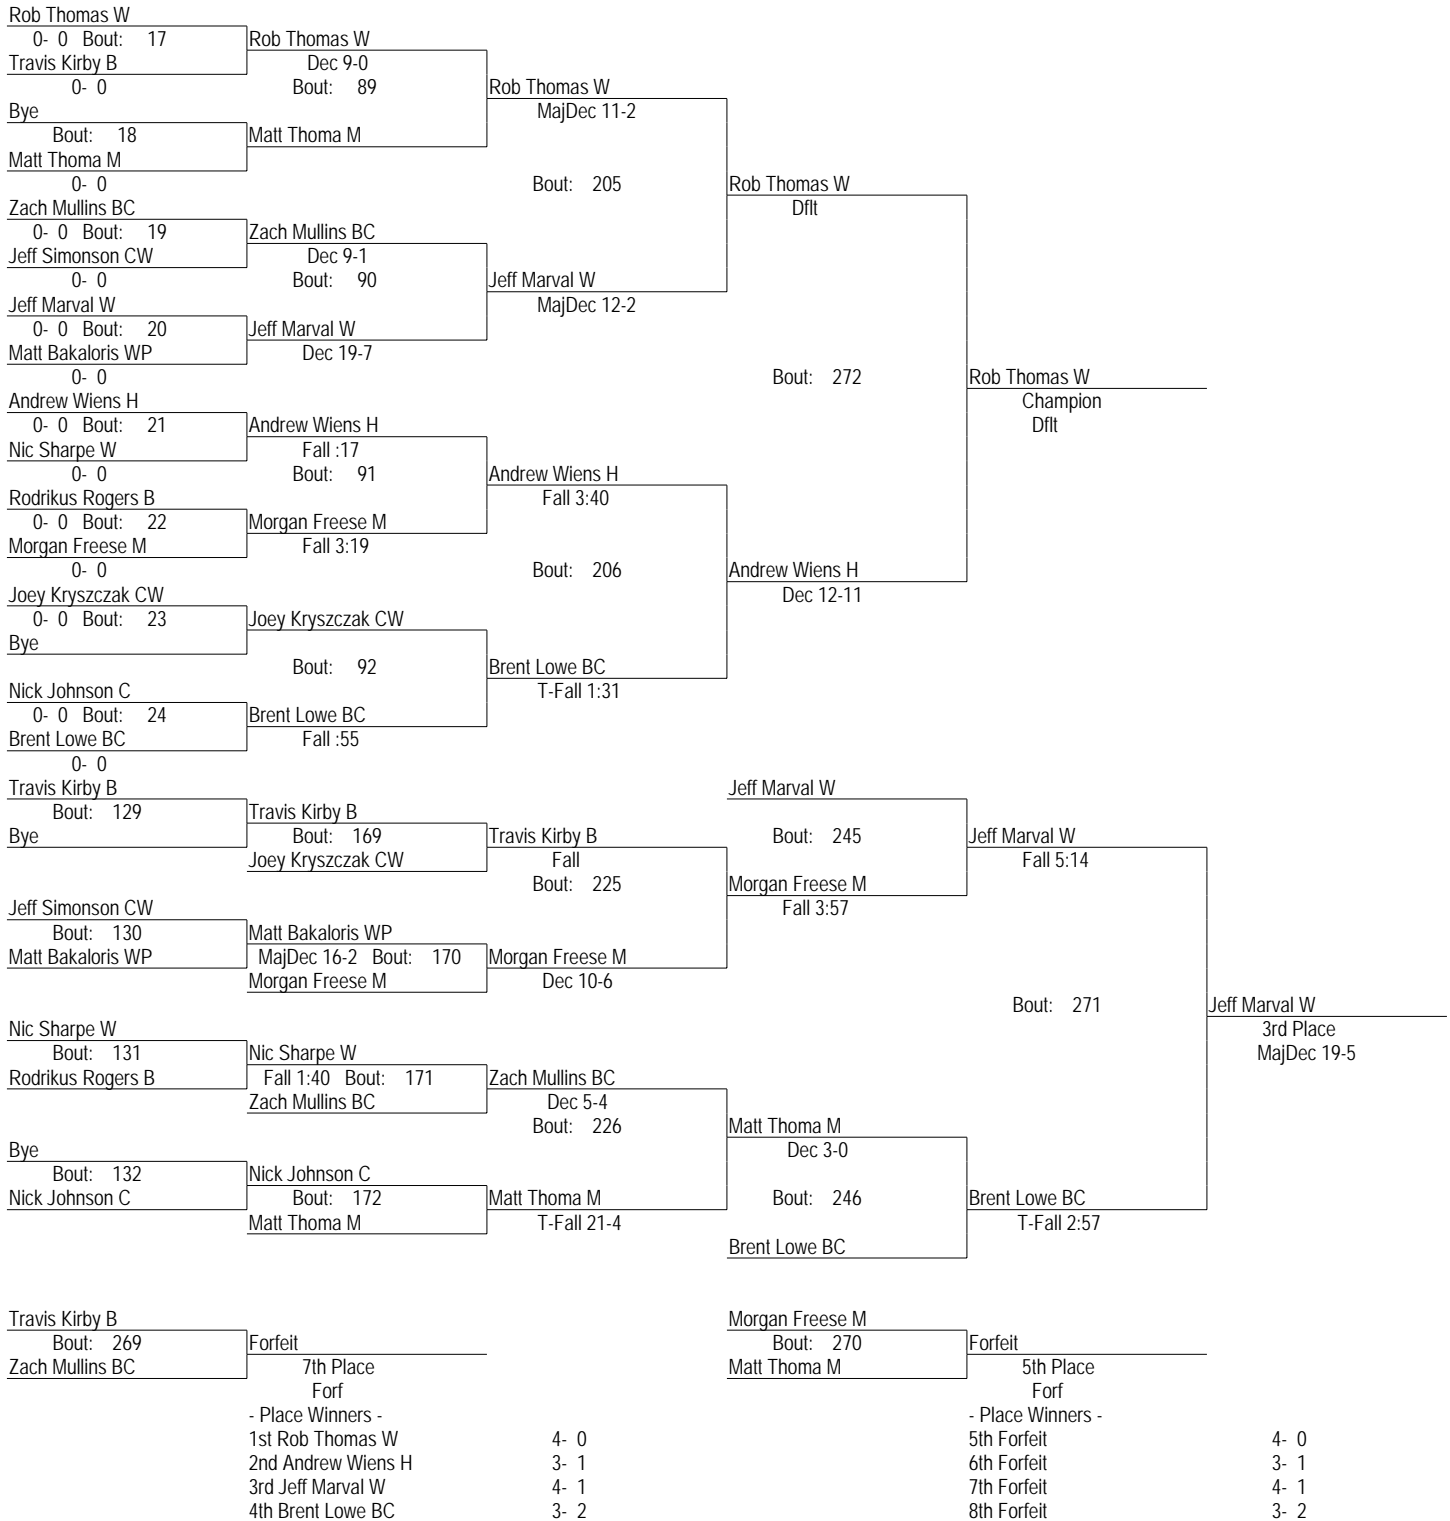 Rob Thomas W
0- 0 Bout: 17 Rob Thomas W
Travis Kirby B Dec 9-0
0- 0 Bout: 89 Rob Thomas W
Bye MajDec 11-2
Bout: 18 Matt Thoma M
Matt Thoma M
0- 0 Bout: 205 Rob Thomas W
Zach Mullins BC Dflt
0- 0 Bout: 19 Zach Mullins BC
Jeff Simonson CW Dec 9-1
0- 0 Bout: 90 Jeff Marval W
Jeff Marval W MajDec 12-2
0- 0 Bout: 20 Jeff Marval W
Matt Bakaloris WP Dec 19-7
0- 0 Bout: 272 Rob Thomas W
Andrew Wiens H Champion
0- 0 Bout: 21 Andrew Wiens H Dflt
Nic Sharpe W Fall :17
0- 0 Bout: 91 Andrew Wiens H
Rodrikus Rogers B Fall 3:40
0- 0 Bout: 22 Morgan Freese M
Morgan Freese M Fall 3:19
0- 0 Bout: 206 Andrew Wiens H
Joey Kryszczak CW Dec 12-11
0- 0 Bout: 23 Joey Kryszczak CW
Bye
Bout: 92 Brent Lowe BC
Nick Johnson C T-Fall 1:31
0- 0 Bout: 24 Brent Lowe BC
Brent Lowe BC Fall :55
0- 0
Travis Kirby B Jeff Marval W
Bout: 129 Travis Kirby B
Bye Bout: 169 Travis Kirby B Bout: 245 Jeff Marval W
Joey Kryszczak CW Fall Fall 5:14
Bout: 225 Morgan Freese M
Jeff Simonson CW Fall 3:57
Bout: 130 Matt Bakaloris WP
Matt Bakaloris WP MajDec 16-2 Bout: 170 Morgan Freese M
Morgan Freese M Dec 10-6
Bout: 271 Jeff Marval W
Nic Sharpe W 3rd Place
Bout: 131 Nic Sharpe W MajDec 19-5
Rodrikus Rogers B Fall 1:40 Bout: 171 Zach Mullins BC
Zach Mullins BC Dec 5-4
Bout: 226 Matt Thoma M
Bye Dec 3-0
Bout: 132 Nick Johnson C
Nick Johnson C Bout: 172 Matt Thoma M Bout: 246 Brent Lowe BC
Matt Thoma M T-Fall 21-4 T-Fall 2:57
Brent Lowe BC
Travis Kirby B Morgan Freese M
Bout: 269 Forfeit Bout: 270 Forfeit
Zach Mullins BC 7th Place Matt Thoma M 5th Place
Forf Forf
- Place Winners - - Place Winners -
1st Rob Thomas W 4- 0 5th Forfeit 4- 0
2nd Andrew Wiens H 3- 1 6th Forfeit 3- 1
3rd Jeff Marval W 4- 1 7th Forfeit 4- 1
4th Brent Lowe BC 3- 2 8th Forfeit 3- 2